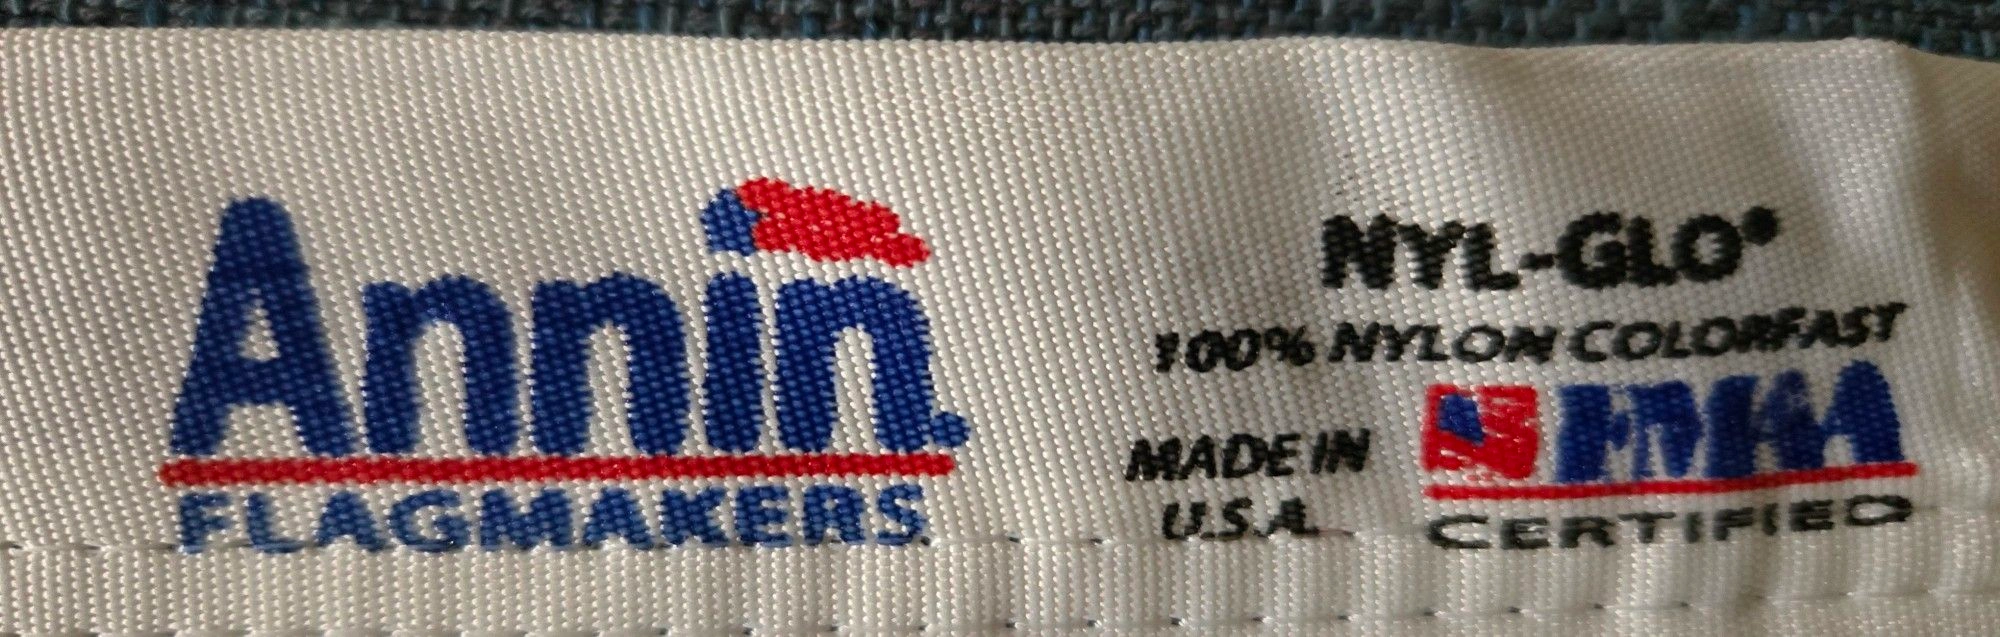 Annin.
FLAGMAKERS
NYL-GLO®
100% NYLON COLORFAST
MADE IN
U.S.A.
FMAA
CERTIFIED